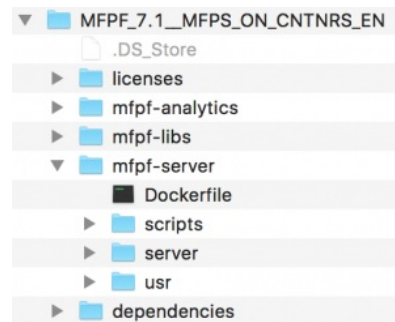 MFPF_7.1__MFPS_ON_CNTNRS_EN
.DS_Store
licenses
mfpf-analytics
mfpf-libs
mfpf-server
Dockerfile
scripts
server
usr
dependencies